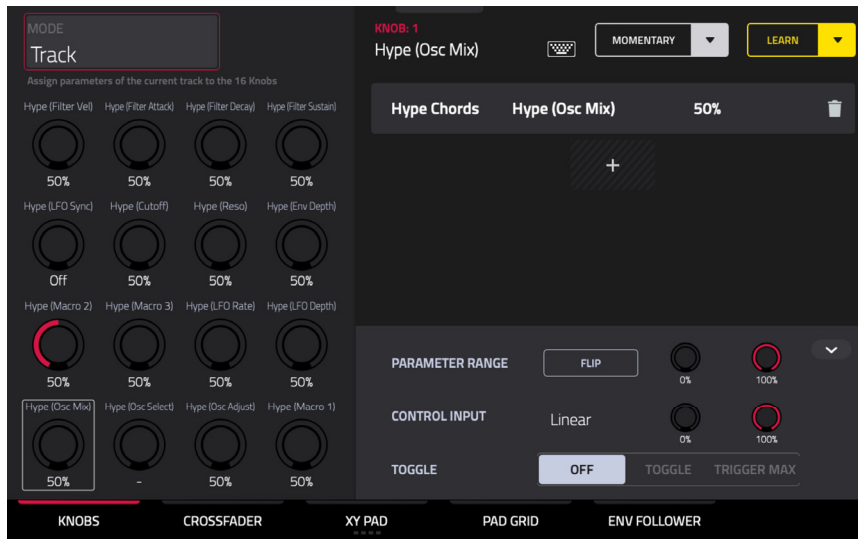 MODE
Track
Assign parameters of the current track to the 16 Knobs
Hype (Filter Vel) Hype (Filter Attack) Hype (Filter Decay) Hype (Filter Sustain)
50% 50% 50% 50%
Hype (LFO Sync) Hype (Cutoff) Hype (Reso) Hype (Env Depth)
Off 50% 50% 50%
Hype (Macro 2) Hype (Macro 3) Hype (LFO Rate) Hype (LFO Depth)
50% 50% 50% 50%
Hype (Osc Mix) Hype (Osc Select) Hype (Osc Adjust) Hype (Macro 1)
50% - 50% 50%
KNOB: 1
Hype (Osc Mix) MOMENTARY LEARN
Hype Chords Hype (Osc Mix) 50%
+
PARAMETER RANGE FLIP 0% 100%
CONTROL INPUT Linear 0% 100%
TOGGLE OFF TOGGLE TRIGGER MAX
KNOBS CROSSFADER XY PAD PAD GRID ENV FOLLOWER